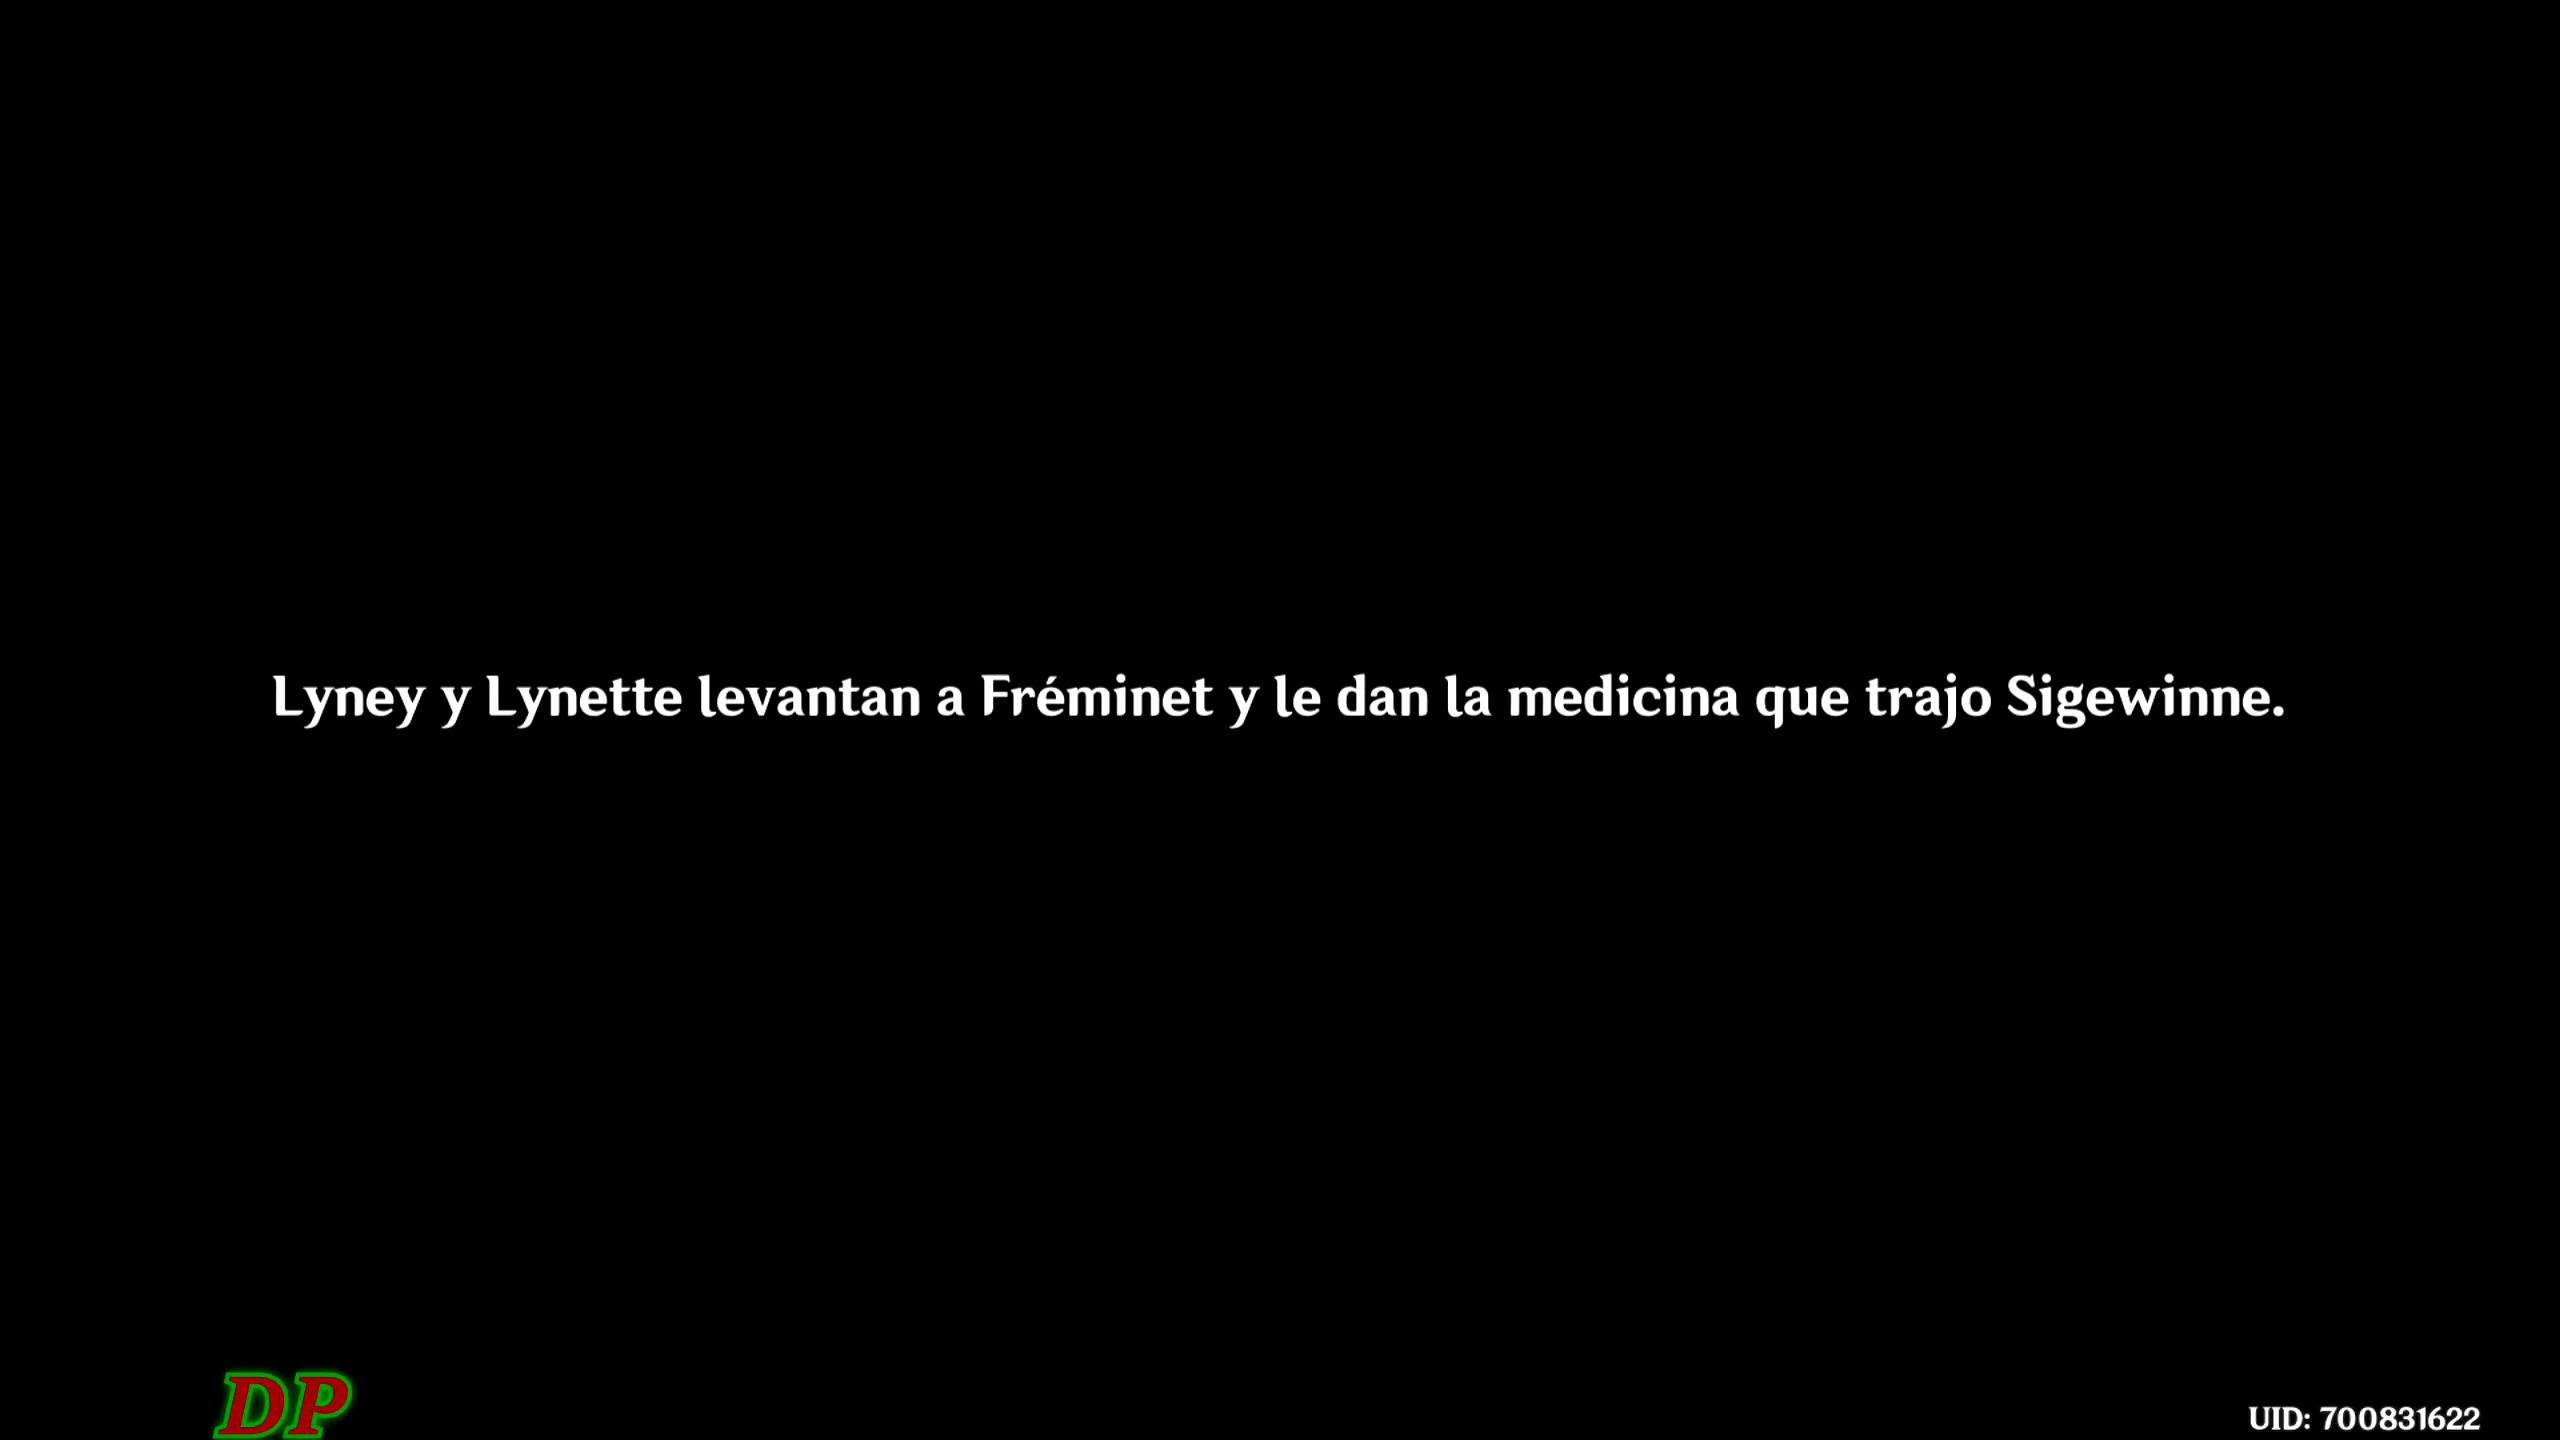 Lyney y Lynette levantan a Fréminet y le dan la medicina que trajo Sigewinne.
DP
UID: 700831622